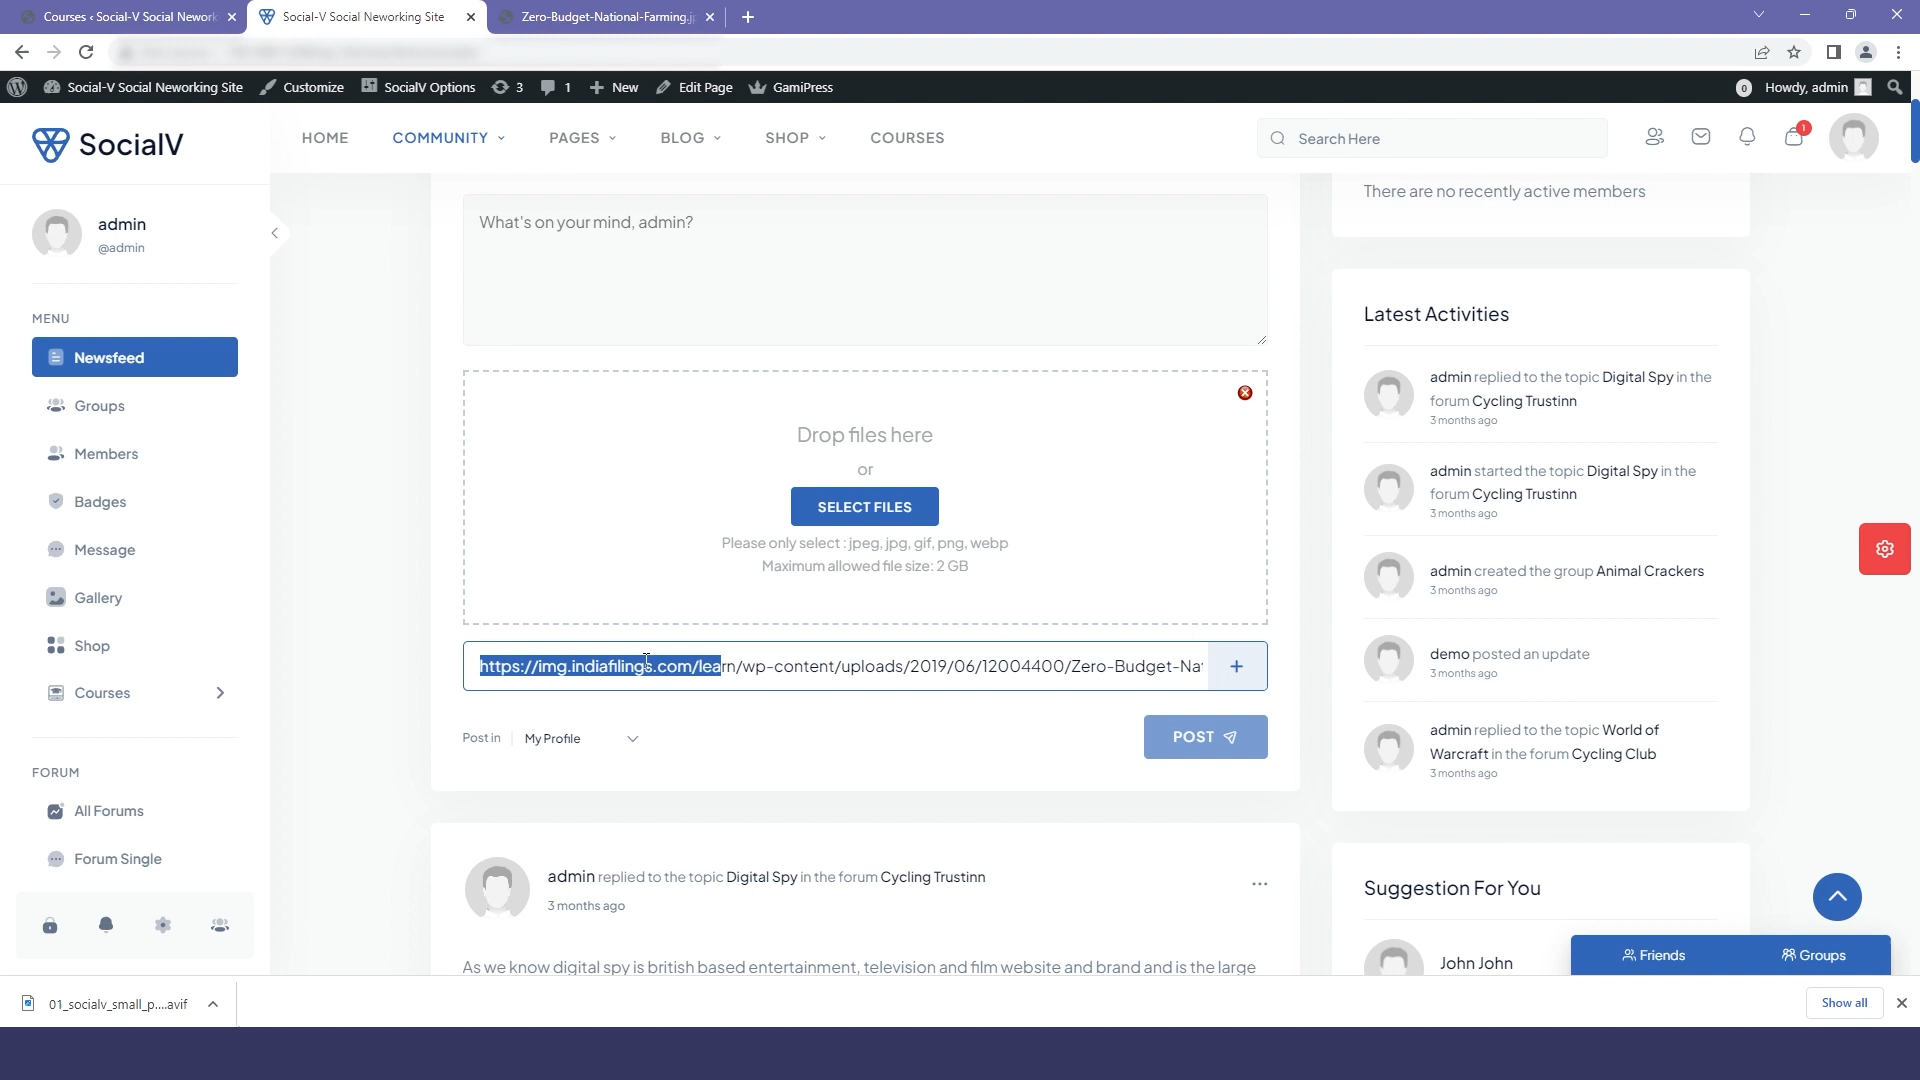 Courses ‹ Social-V Social Nework
Social-V Social Neworking Site
Zero-Budget-National-Farming.j
Social-V Social Neworking Site
Customize
SocialV Options
3
1
New
Edit Page
GamiPress
0
Howdy, admin
SocialV
HOME
COMMUNITY
PAGES
BLOG
SHOP
COURSES
Search Here
1
admin
@admin
MENU
Newsfeed
Groups
Members
Badges
Message
Gallery
Shop
Courses
FORUM
All Forums
Forum Single
What's on your mind, admin?
Drop files here
or
SELECT FILES
Please only select : jpeg, jpg, gif, png, webp
Maximum allowed file size: 2 GB
https://img.indiafilings.com/learn/wp-content/uploads/2019/06/12004400/Zero-Budget-Na
Post in
My Profile
POST
admin replied to the topic Digital Spy in the forum Cycling Trustinn
3 months ago
As we know digital spy is british based entertainment, television and film website and brand and is the large
There are no recently active members
Latest Activities
admin replied to the topic Digital Spy in the
forum Cycling Trustinn
3 months ago
admin started the topic Digital Spy in the
forum Cycling Trustinn
3 months ago
admin created the group Animal Crackers
3 months ago
demo posted an update
3 months ago
admin replied to the topic World of
Warcraft in the forum Cycling Club
3 months ago
Suggestion For You
John John
Friends
Groups
01_socialv_small_p....avif
Show all